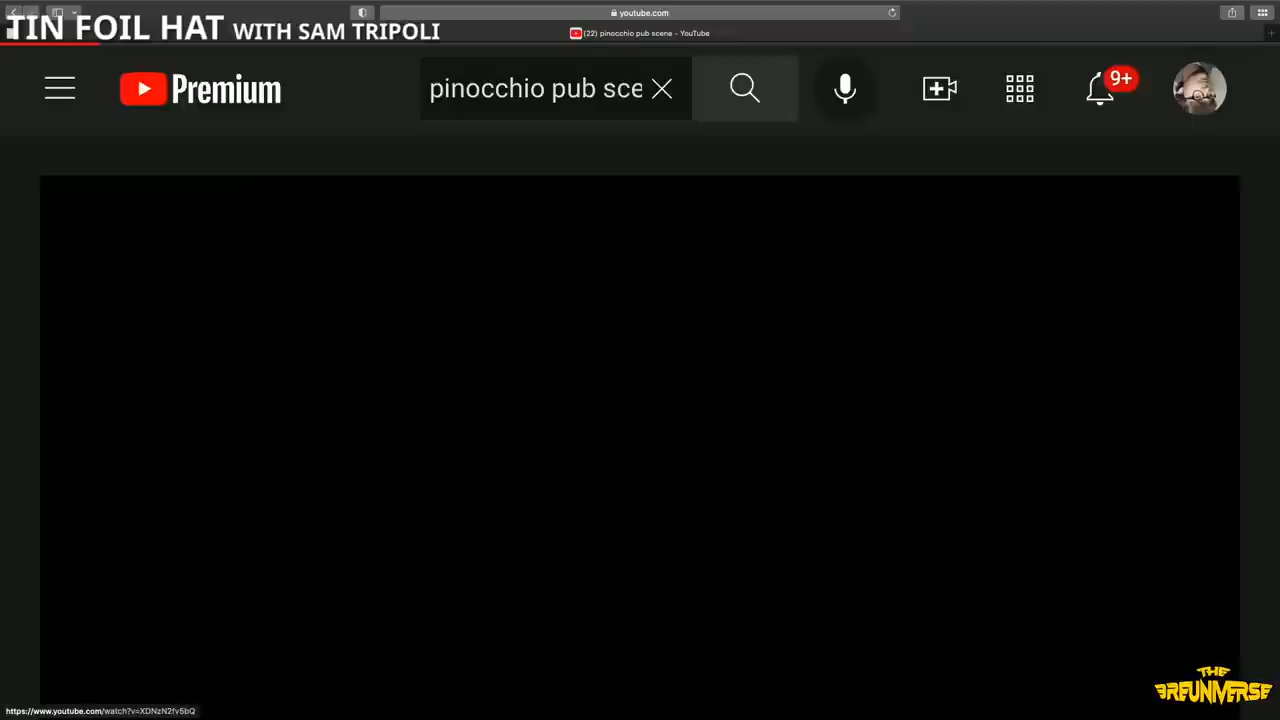 youtube.com
TIN FOIL HAT WITH SAM TRIPOLI
(22) pinocchio pub scene - YouTube
Premium
pinocchio pub sce
9+
THE
BREUNIVERSE
https://www.youtube.com/watch?v=XDNzN2fv5bQ